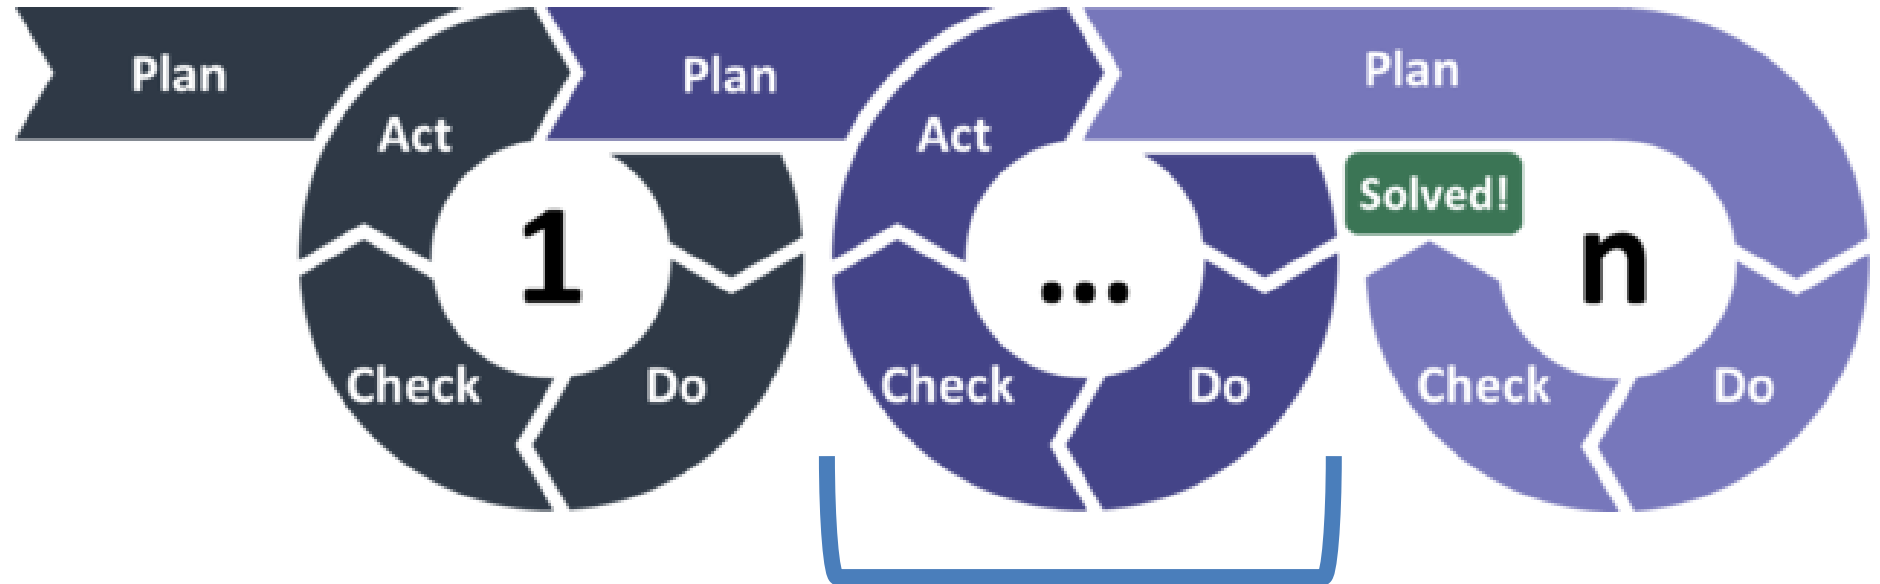 Plan
Plan
Plan
Act
Act
Solved!
1
...
n
Check
Do
Check
Do
Check
Do